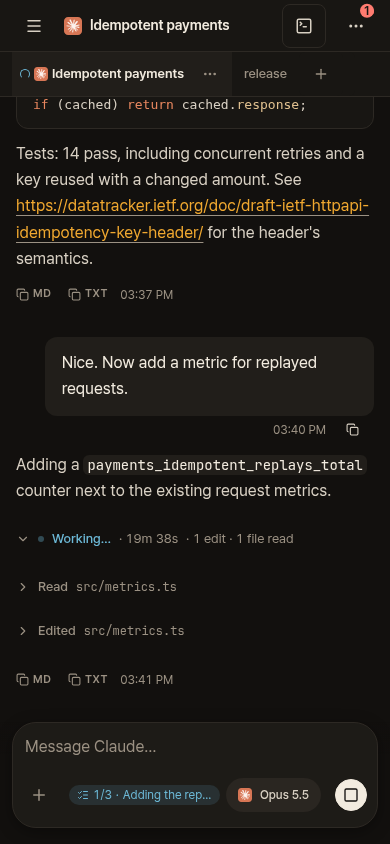 1
Idempotent payments
Idempotent payments
release
if (cached) return cached.response;
Tests: 14 pass, including concurrent retries and a
key reused with a changed amount. See
https://datatracker.ietf.org/doc/draft-ietf-httpapi-
idempotency-key-header/ for the header's
semantics.
MD TXT 03:37 PM
Nice. Now add a metric for replayed
requests.
03:40 PM
Adding a payments_idempotent_replays_total
counter next to the existing request metrics.
Working... · 19m 38s · 1 edit · 1 file read
Read src/metrics.ts
Edited src/metrics.ts
MD TXT 03:41 PM
Message Claude...
1/3 · Adding the rep...
Opus 5.5